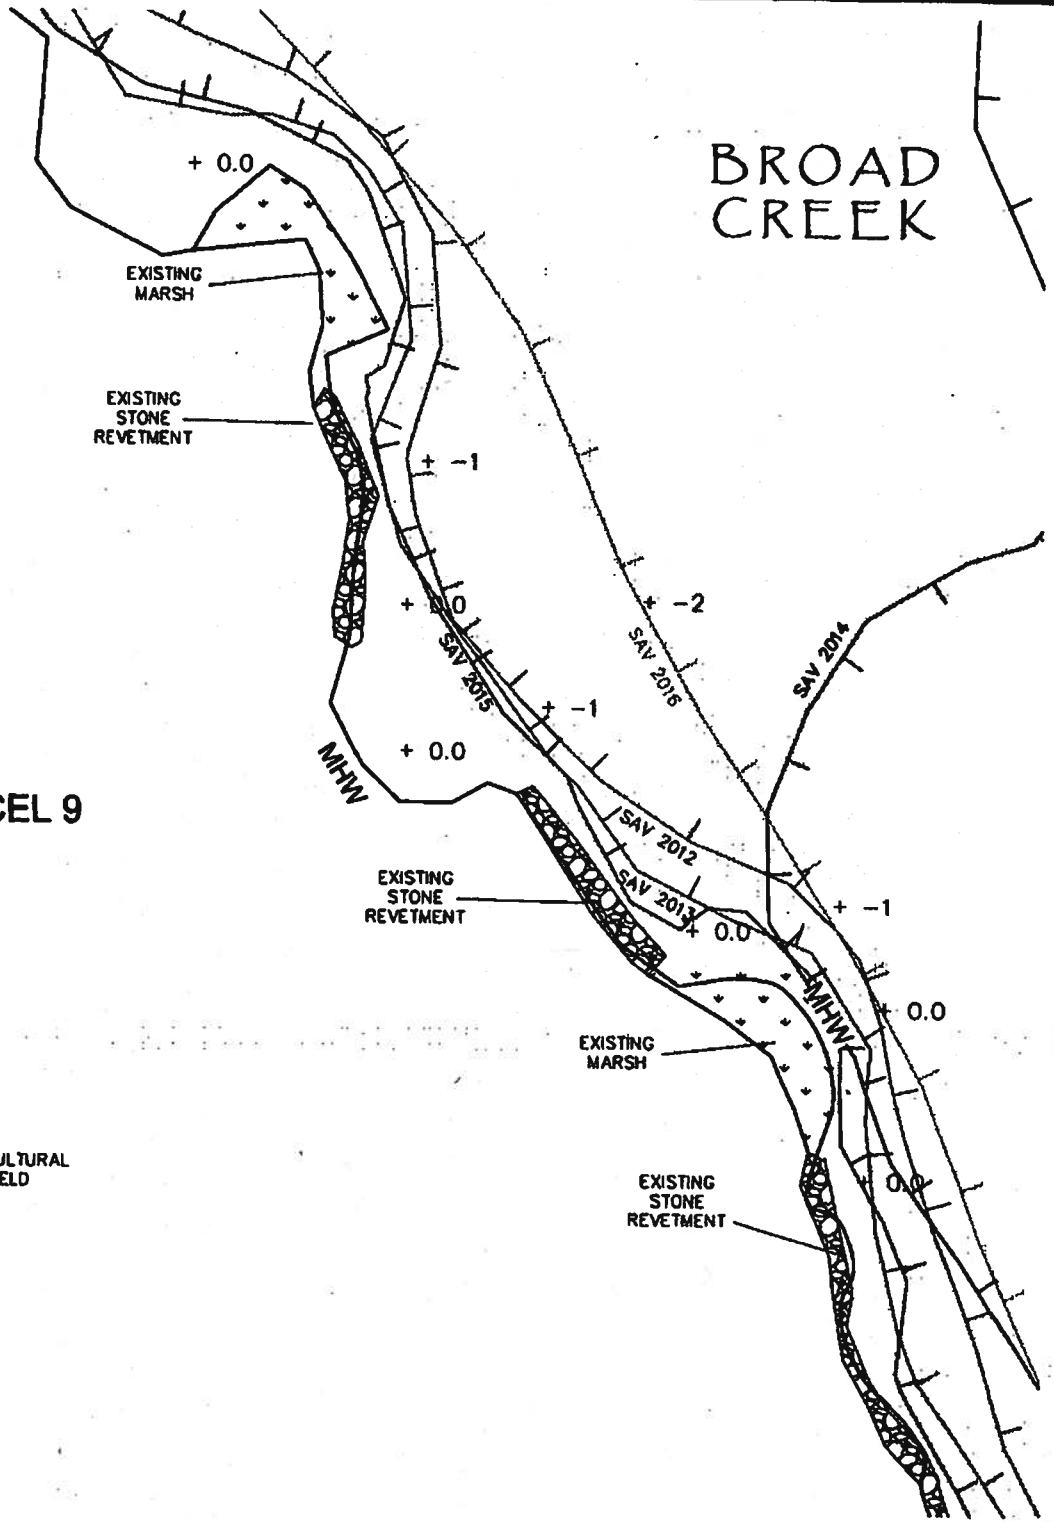 BROAD
CREEK
+ 0.0
EXISTING
MARSH
EXISTING
STONE
REVETMENT
+ -1
+ 0.0
+ -2
SAV 2015
SAV 2016
SAV 2014
+ -1
+ 0.0
MHW
CEL 9
SAV 2012
EXISTING
STONE
REVETMENT
SAV 2013
+ -1
+ 0.0
MHW
+ 0.0
EXISTING
MARSH
ULTURAL
ELD
EXISTING
STONE
REVETMENT
+ 0.0